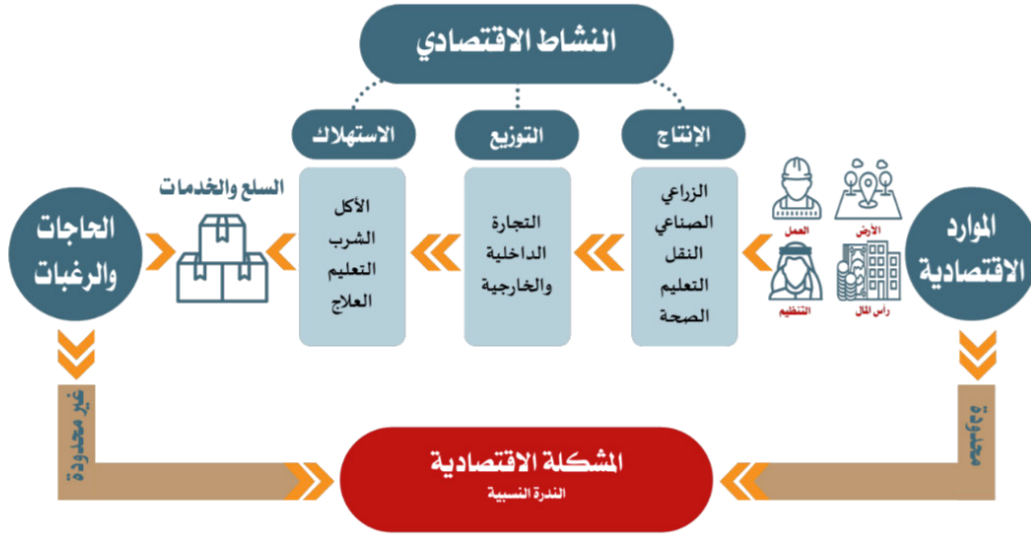 النشاط الاقتصادي
الإنتاج
التوزيع
الاستهلاك
الموارد
الاقتصادية
الأرض
العمل
رأس المال
التنظيم
الزراعي
الصناعي
النقل
التعليم
الصحة
التجارة
الداخلية
والخارجية
الأكل
الشرب
التعليم
العلاج
السلع والخدمات
الحاجات
والرغبات
محدودة
غير محدودة
المشكلة الاقتصادية
الندرة النسبية